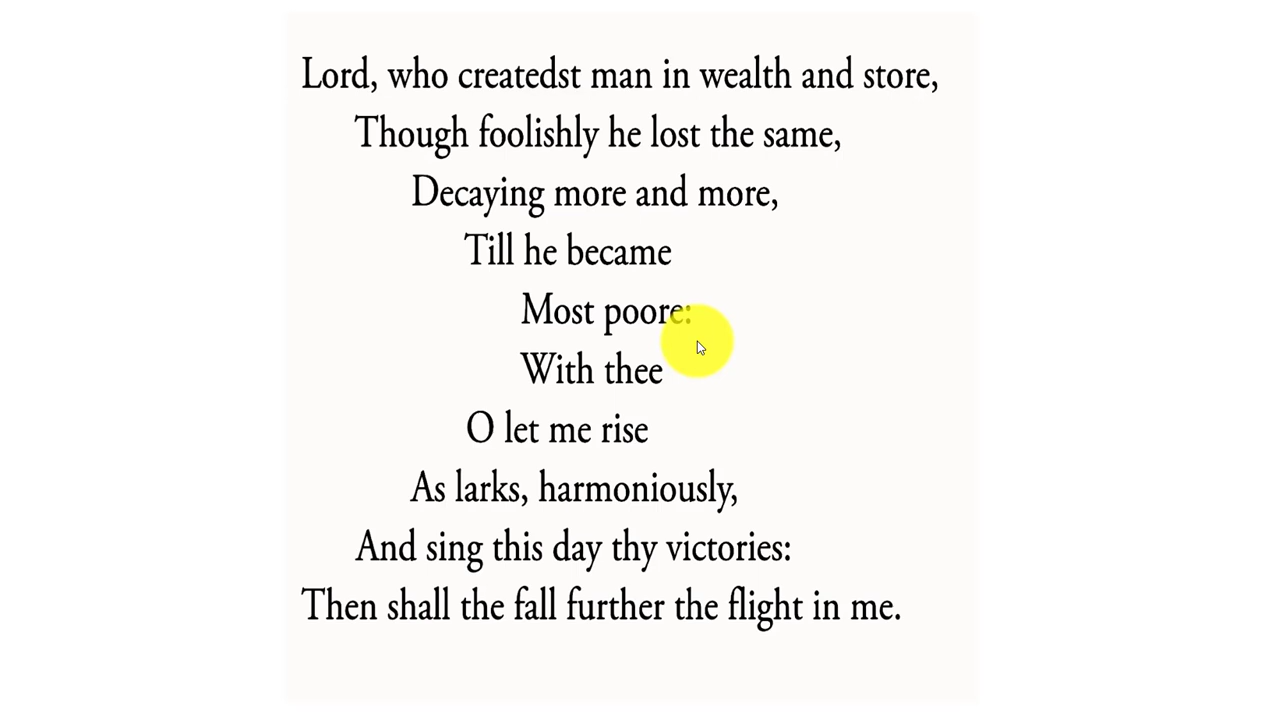 Lord, who createdst man in wealth and store,
Though foolishly he lost the same,
Decaying more and more,
Till he became
Most poore:
With thee
O let me rise
As larks, harmoniously,
And sing this day thy victories:
Then shall the fall further the flight in me.